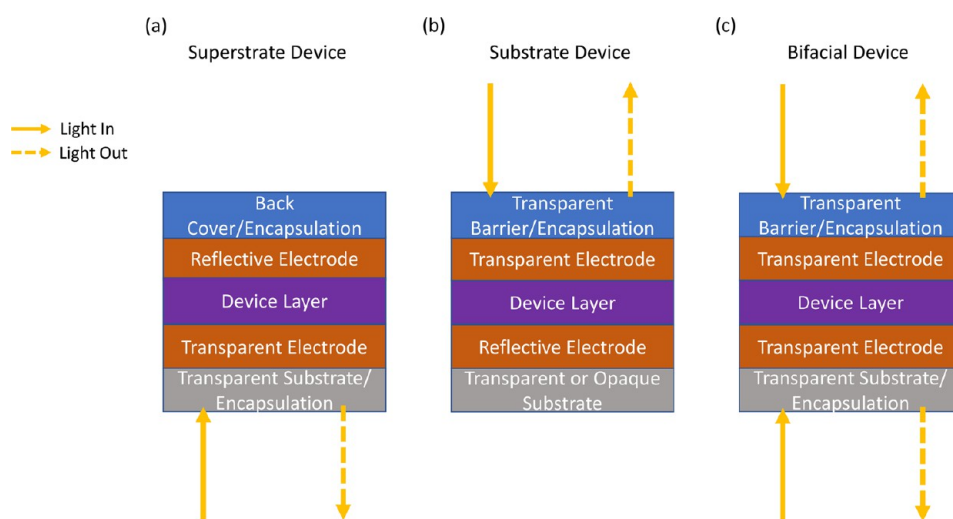 (a)
Superstrate Device
(b)
Substrate Device
(c)
Bifacial Device
Light In
Light Out
Back
Cover/Encapsulation
Reflective Electrode
Device Layer
Transparent Electrode
Transparent Substrate/
Encapsulation
Transparent
Barrier/Encapsulation
Transparent Electrode
Device Layer
Reflective Electrode
Transparent or Opaque
Substrate
Transparent
Barrier/Encapsulation
Transparent Electrode
Device Layer
Transparent Electrode
Transparent Substrate/
Encapsulation